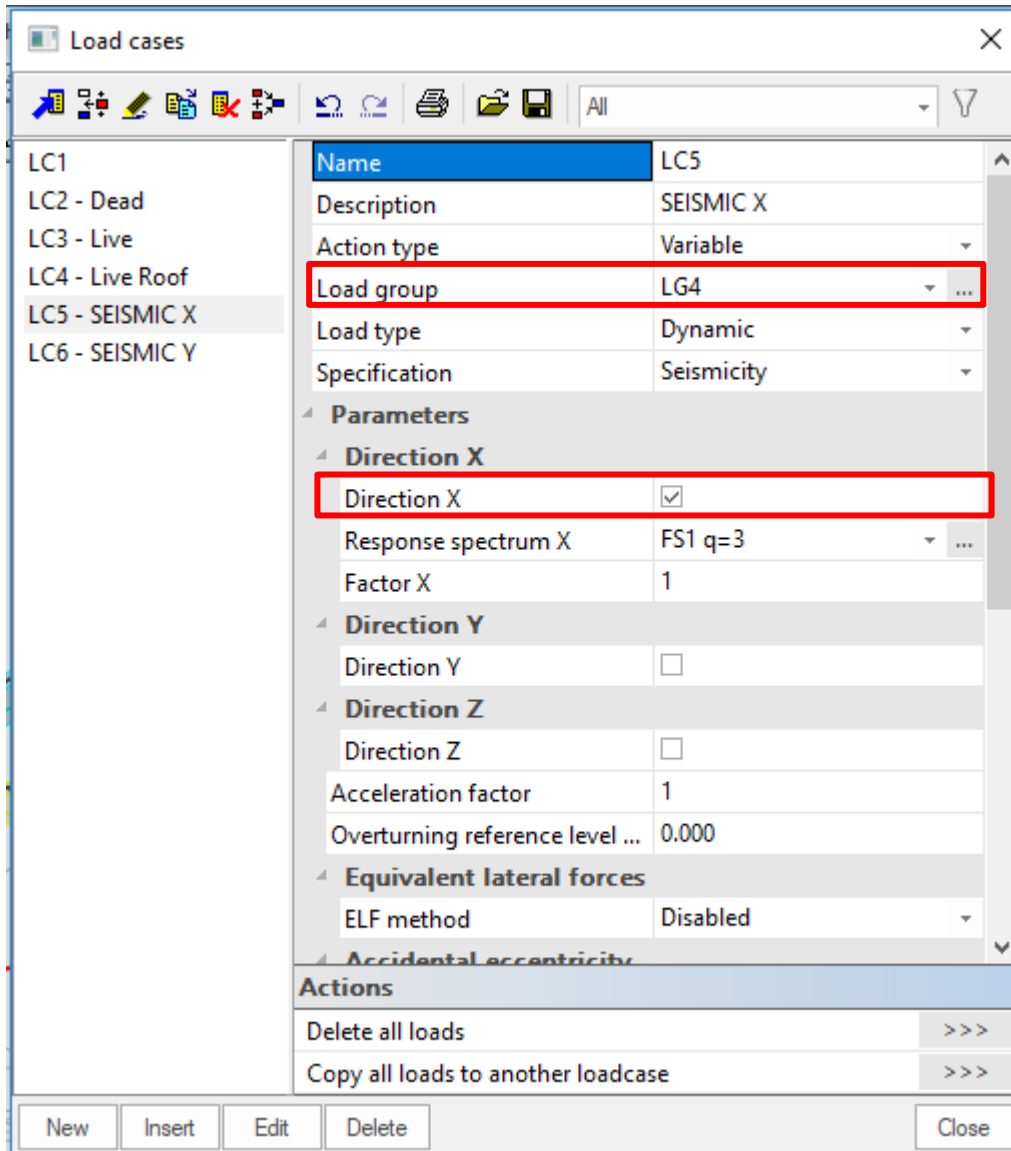 Load cases
All
LC1
LC2 - Dead
LC3 - Live
LC4 - Live Roof
LC5 - SEISMIC X
LC6 - SEISMIC Y
Name LC5
Description SEISMIC X
Action type Variable
Load group LG4 ...
Load type Dynamic
Specification Seismicity
Parameters
Direction X
Direction X
Response spectrum X FS1 q=3 ...
Factor X 1
Direction Y
Direction Y
Direction Z
Direction Z
Acceleration factor 1
Overturning reference level ... 0.000
Equivalent lateral forces
ELF method Disabled
Accidental eccentricity
Actions
Delete all loads >>>
Copy all loads to another loadcase >>>
New Insert Edit Delete Close